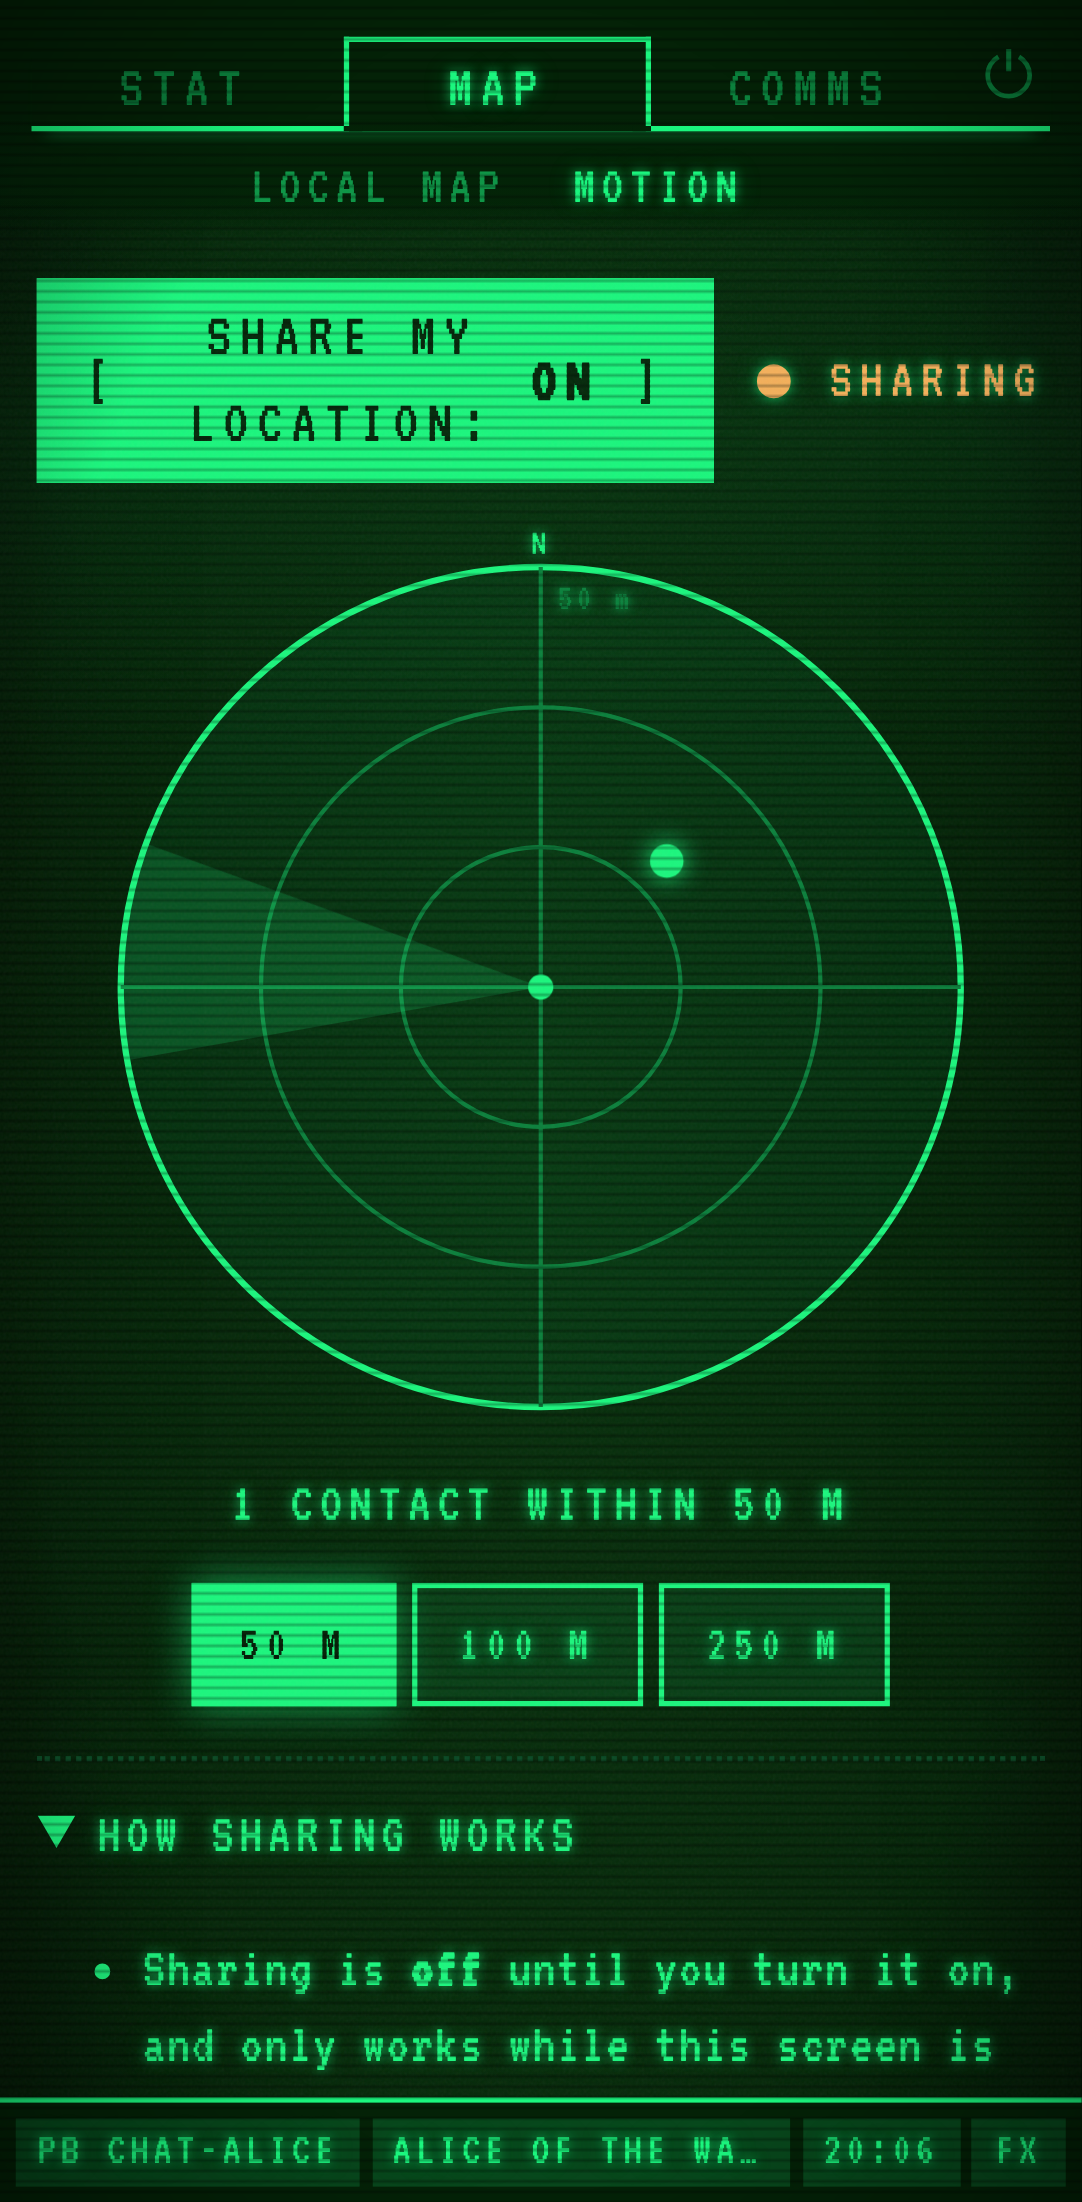 STAT MAP COMMS
LOCAL MAP MOTION
[ SHARE MY LOCATION: ON ] SHARING
N
50 m
1 CONTACT WITHIN 50 M
50 M 100 M 250 M
HOW SHARING WORKS
• Sharing is off until you turn it on,
and only works while this screen is
PB CHAT-ALICE ALICE OF THE WA… 20:06 FX